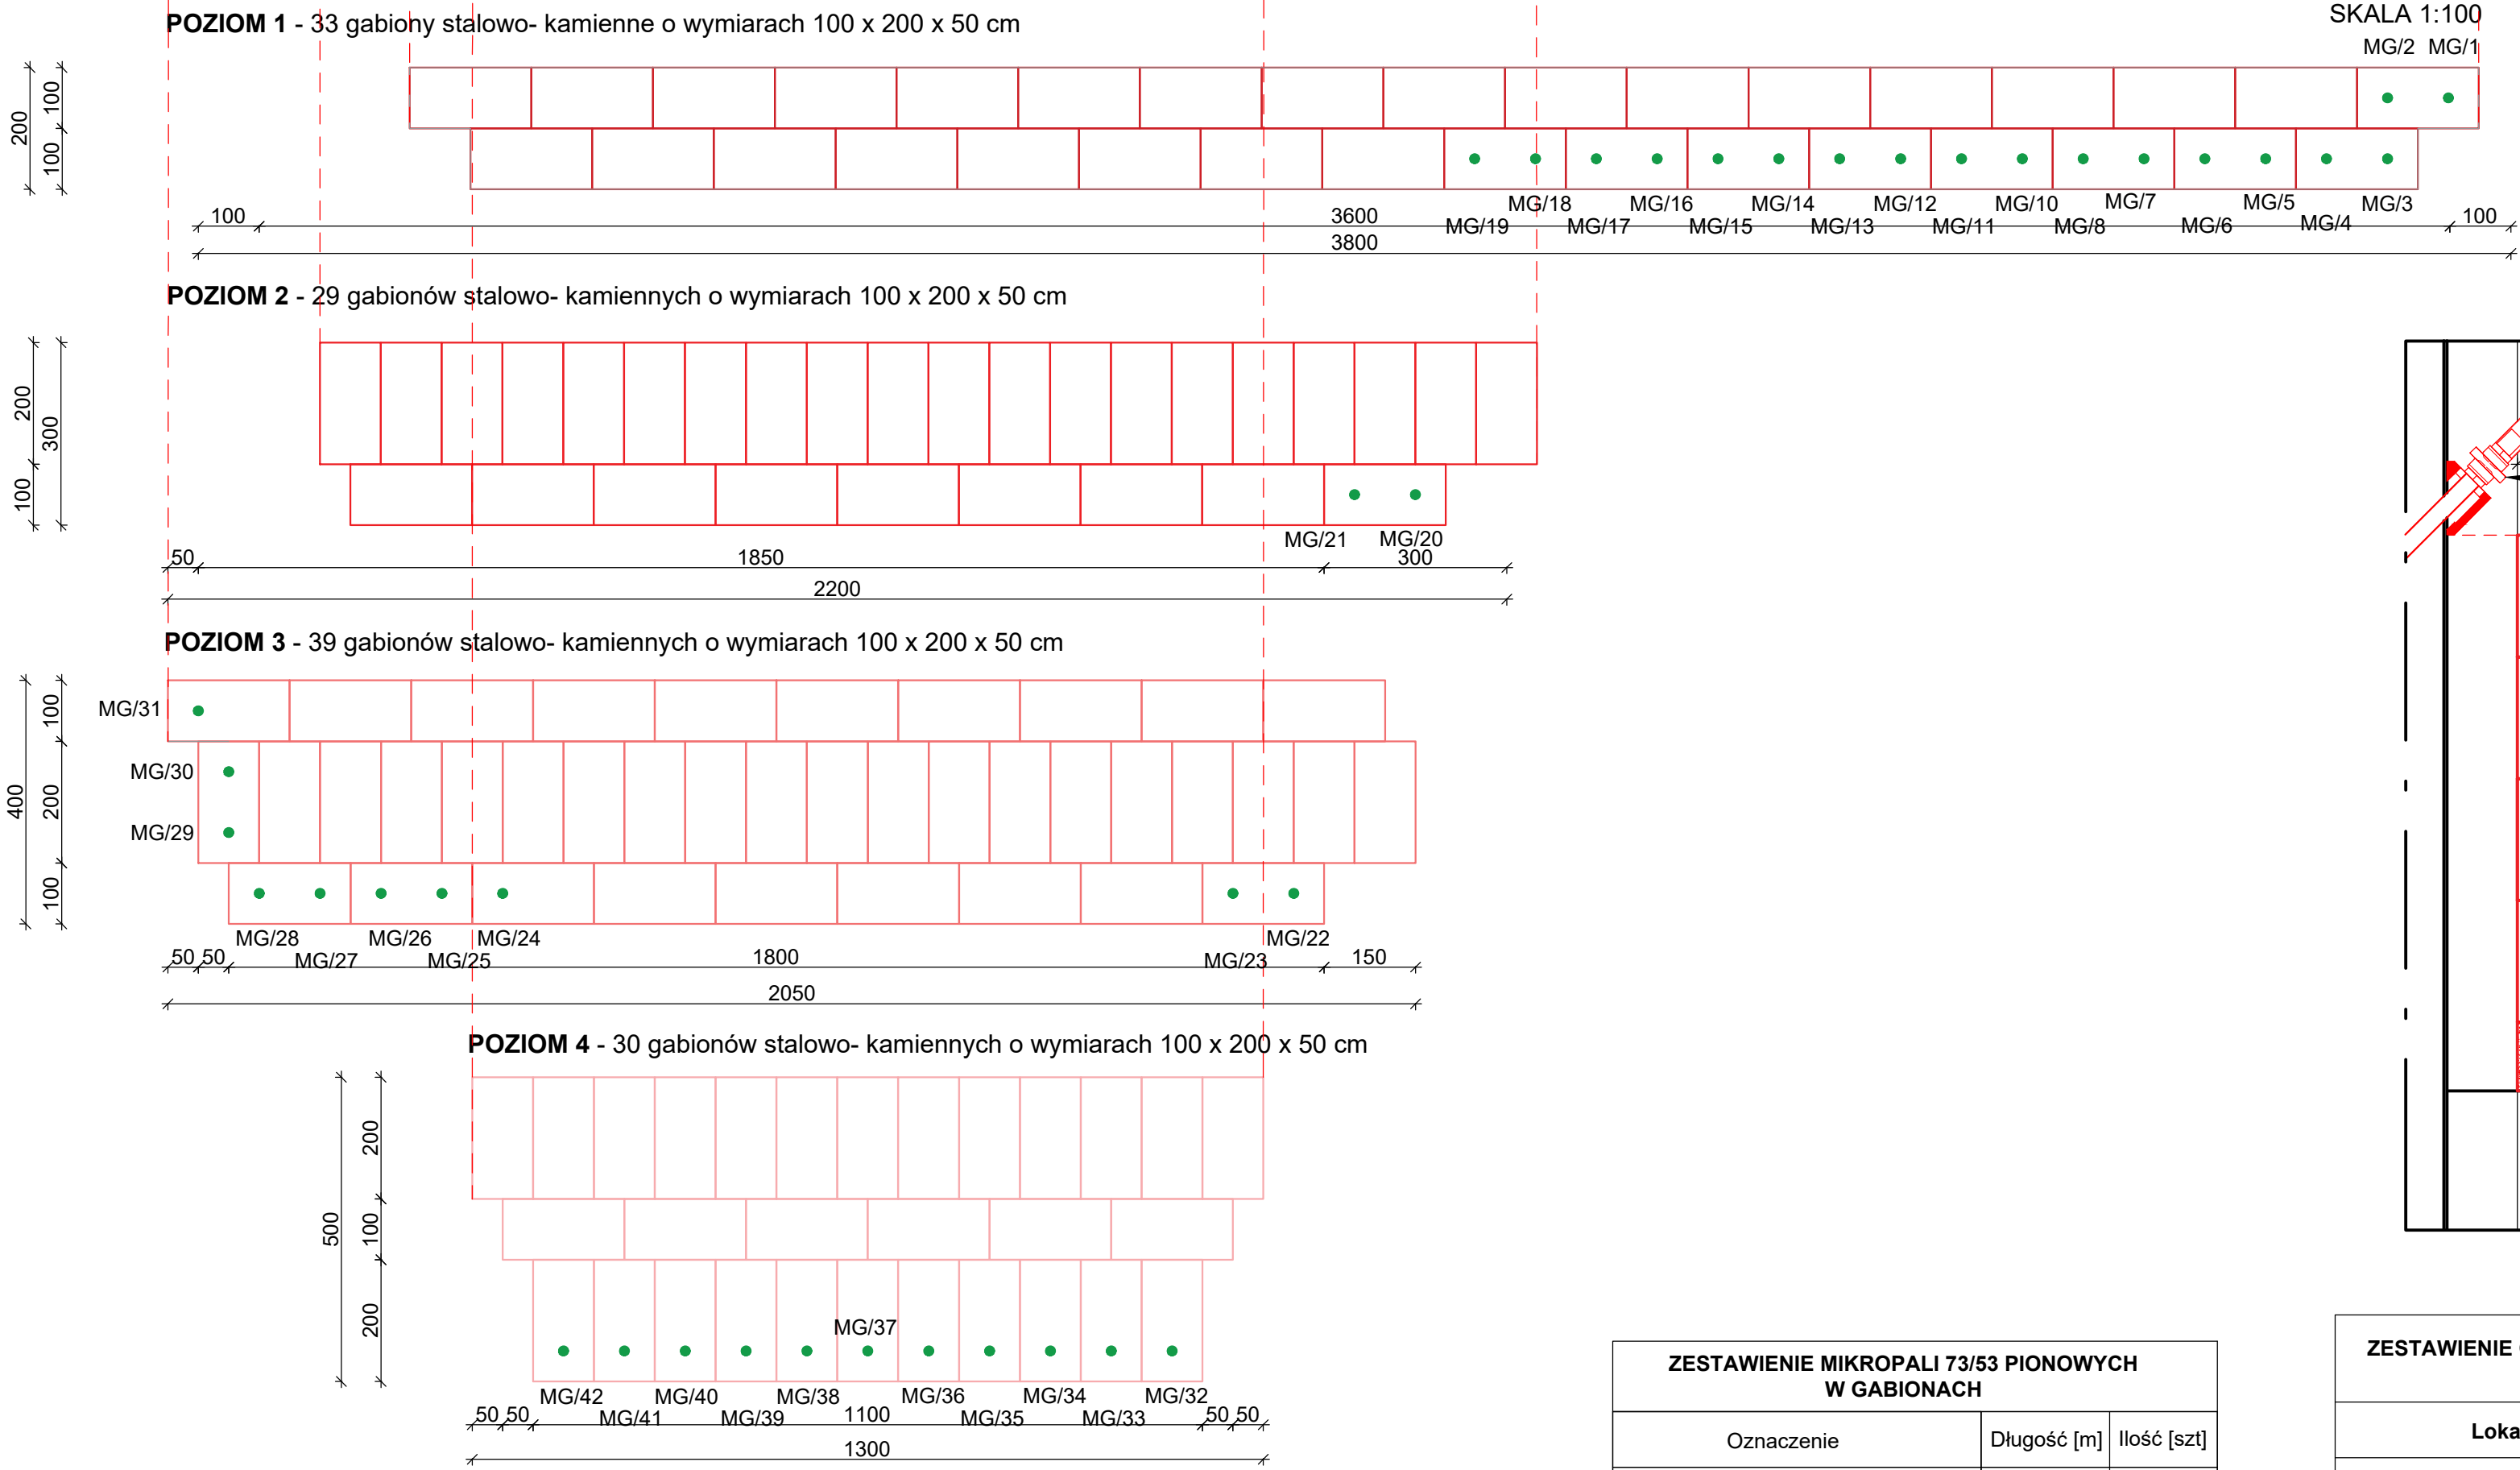 POZIOM 1 - 33 gabiony stalowo- kamienne o wymiarach 100 x 200 x 50 cm
SKALA 1:100
MG/2 MG/1
200
100
100
MG/18 MG/16 MG/14 MG/12 MG/10 MG/7 MG/5 MG/3
MG/19 MG/17 MG/15 MG/13 MG/11 MG/8 MG/6 MG/4
100 3600 100
3800
POZIOM 2 - 29 gabionów stalowo- kamiennych o wymiarach 100 x 200 x 50 cm
200
300
100
MG/21 MG/20
50 1850 300
2200
POZIOM 3 - 39 gabionów stalowo- kamiennych o wymiarach 100 x 200 x 50 cm
MG/31
MG/30
MG/29
400
100
200
100
MG/28 MG/26 MG/24 MG/22
MG/27 MG/25 MG/23
50 50 1800 150
2050
POZIOM 4 - 30 gabionów stalowo- kamiennych o wymiarach 100 x 200 x 50 cm
500
200
100
200
MG/37
MG/42 MG/40 MG/38 MG/36 MG/34 MG/32
MG/41 MG/39 MG/35 MG/33
50 50 1100 50 50
1300
ZESTAWIENIE MIKROPALI 73/53 PIONOWYCH
W GABIONACH
Oznaczenie Długość [m] Ilość [szt]
ZESTAWIENIE